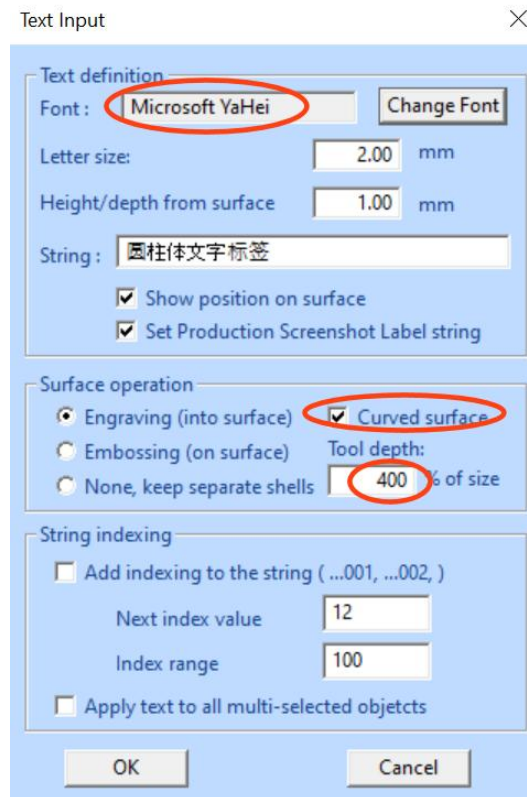 Text Input
Text definition
Font : Microsoft YaHei Change Font
Letter size: 2.00 mm
Height/depth from surface 1.00 mm
String : 圆柱体文字标签
Show position on surface
Set Production Screenshot Label string
Surface operation
Engraving (into surface) Curved surface
Embossing (on surface) Tool depth:
None, keep separate shells 400 % of size
String indexing
Add indexing to the string ( ...001, ...002, )
Next index value 12
Index range 100
Apply text to all multi-selected objetcts
OK Cancel